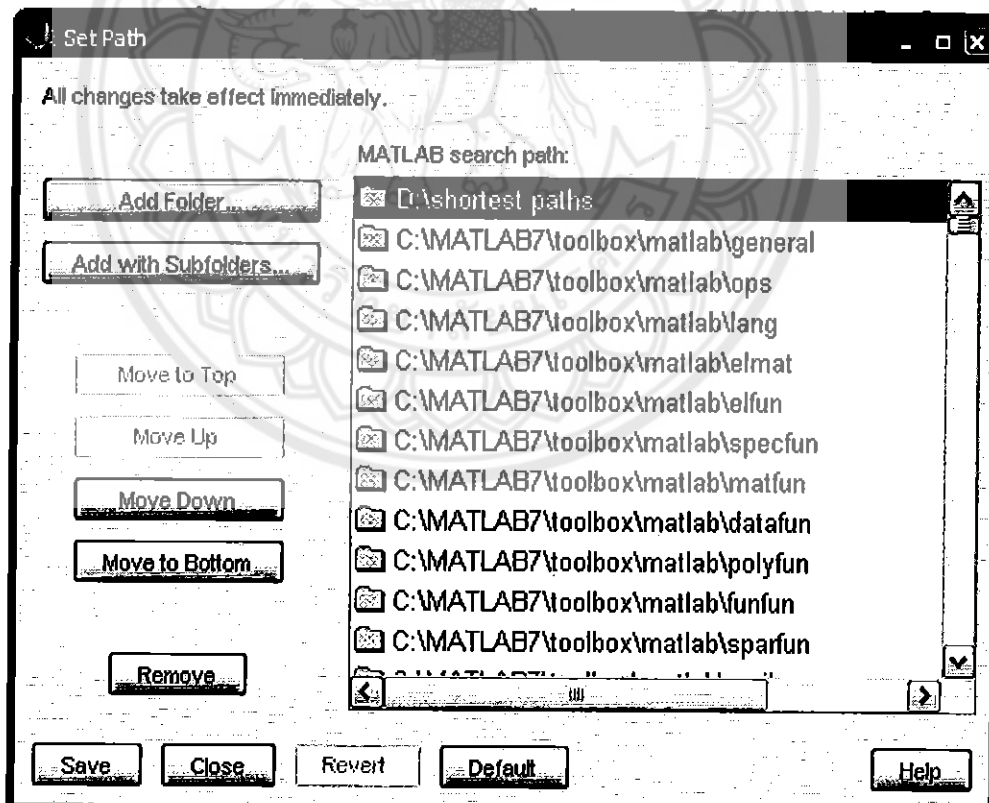 Set Path
All changes take effect immediately.
MATLAB search path:
Add Folder...
Add with Subfolders...
Move to Top
Move Up
Move Down
Move to Bottom
Remove
D:\shortest paths
C:\MATLAB7\toolbox\matlab\general
C:\MATLAB7\toolbox\matlab\ops
C:\MATLAB7\toolbox\matlab\lang
C:\MATLAB7\toolbox\matlab\elmat
C:\MATLAB7\toolbox\matlab\elfun
C:\MATLAB7\toolbox\matlab\specfun
C:\MATLAB7\toolbox\matlab\matfun
C:\MATLAB7\toolbox\matlab\datafun
C:\MATLAB7\toolbox\matlab\polyfun
C:\MATLAB7\toolbox\matlab\funfun
C:\MATLAB7\toolbox\matlab\sparfun
Save
Close
Revert
Default
Help